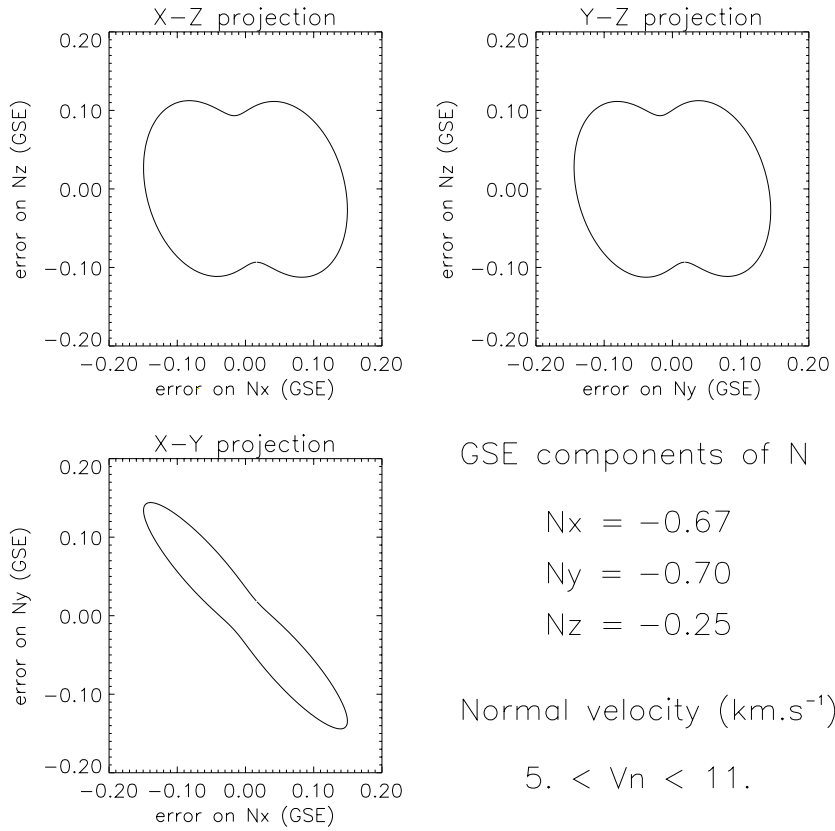 X−Z projection
0.20
0.10
0.00
−0.10
−0.20
error on Nz (GSE)
−0.20 −0.10 0.00 0.10 0.20
error on Nx (GSE)
Y−Z projection
0.20
0.10
0.00
−0.10
−0.20
error on Nz (GSE)
−0.20 −0.10 0.00 0.10 0.20
error on Ny (GSE)
X−Y projection
0.20
0.10
0.00
−0.10
−0.20
error on Ny (GSE)
−0.20 −0.10 0.00 0.10 0.20
error on Nx (GSE)
GSE components of N
Nx = −0.67
Ny = −0.70
Nz = −0.25
Normal velocity (km.s⁻¹)
5. < Vn < 11.